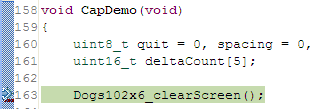 158 void CapDemo(void)
159 {
160 uint8_t quit = 0, spacing = 0,
161 uint16_t deltaCount[5];
162
163 Dogs102x6_clearScreen();